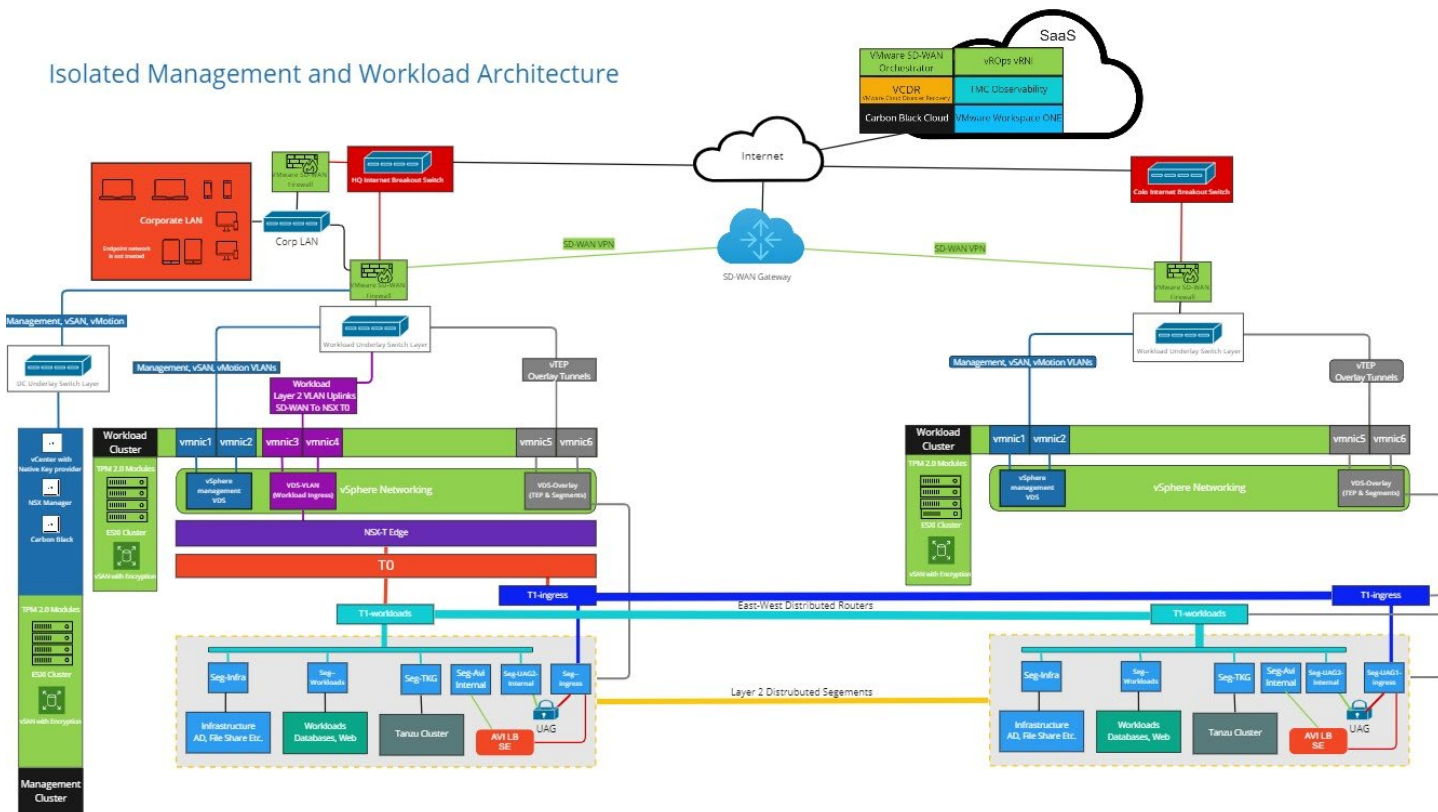 Isolated Management and Workload Architecture
SaaS
VMware SD-WAN
Orchestrator
vROps vRNI
VCDR
VMware Cloud Disaster Recovery
TMC Observability
Carbon Black Cloud
VMware Workspace ONE
Internet
VMware SD-WAN
Firewall
HQ Internet Breakout Switch
Colo Internet Breakout Switch
Corporate LAN
Endpoint network
is not trusted
Corp LAN
SD-WAN VPN
SD-WAN Gateway
SD-WAN VPN
VMware SD-WAN
Firewall
VMware SD-WAN
Firewall
Management, vSAN, vMotion
DC Underlay Switch Layer
Workload Underlay Switch Layer
Management, vSAN, vMotion VLANs
Workload
Layer 2 VLAN Uplinks
SD-WAN To NSX T0
vTEP
Overlay Tunnels
Workload Underlay Switch Layer
Management, vSAN, vMotion VLANs
vTEP
Overlay Tunnels
vCenter with
Native Key provider
NSX Manager
Carbon Black
TPM 2.0 Modules
ESXi Cluster
vSAN with Encryption
Management
Cluster
Workload
Cluster
TPM 2.0 Modules
ESXi Cluster
vSAN with Encryption
vmnic1
vmnic2
vmnic3
vmnic4
vmnic5
vmnic6
vSphere
management
VDS
VDS-VLAN
(Workload Ingress)
vSphere Networking
VDS-Overlay
(TEP & Segments)
NSX-T Edge
T0
T1-ingress
T1-workloads
East-West Distributed Routers
Seg-Infra
Seg--
Workloads
Seg-TKG
Seg-Avi
Internal
Seg-UAG2-
Internal
Seg--
ingress
Infrastructure
AD, File Share Etc.
Workloads
Databases, Web
Tanzu Cluster
AVI LB
SE
UAG
Layer 2 Distrubuted Segements
Workload
Cluster
TPM 2.0 Modules
ESXi Cluster
vSAN with Encryption
vmnic1
vmnic2
vmnic5
vmnic6
vSphere
management
VDS
vSphere Networking
VDS-Overlay
(TEP & Segments)
T1-ingress
T1-workloads
Seg-Infra
Seg--
Workloads
Seg-TKG
Seg-Avi
Internal
Seg-UAG2-
Internal
Seg-UAG1-
ingress
Infrastructure
AD, File Share Etc.
Workloads
Databases, Web
Tanzu Cluster
AVI LB
SE
UAG